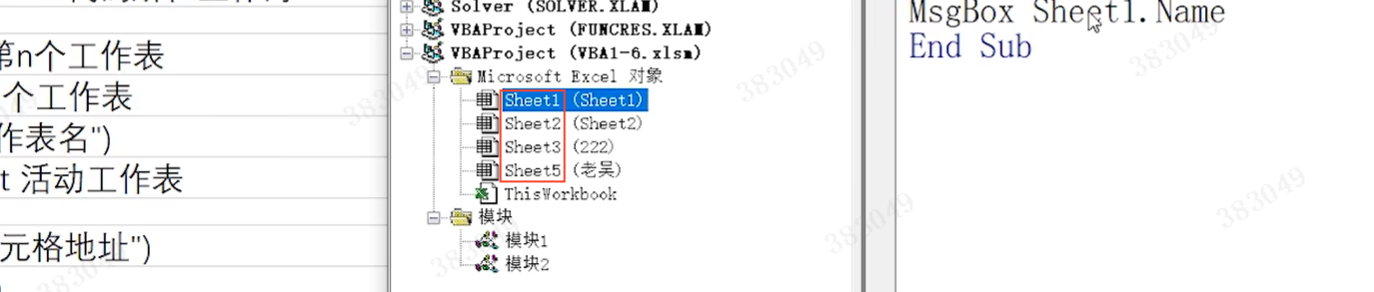 第n个工作表
个工作表
作表名")
t 活动工作表
元格地址")
Solver (SOLVER.XLAM)
VBAProject (FUNCRES.XLAM)
VBAProject (VBA1-6.xlsm)
Microsoft Excel 对象
Sheet1 (Sheet1)
Sheet2 (Sheet2)
Sheet3 (222)
Sheet5 (老吴)
ThisWorkbook
模块
模块1
模块2
MsgBox Sheet1.Name
End Sub
383049
383049
383049
383049
383049
383049
383049